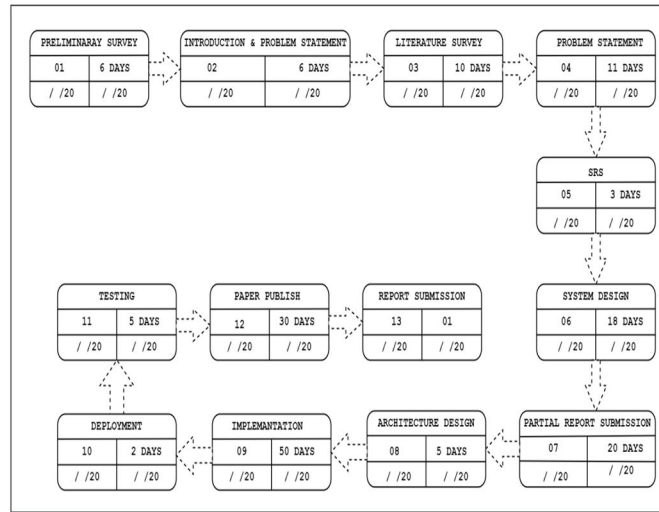 PRELIMINARAY SURVEY
01 6 DAYS
/ /20 / /20
INTRODUCTION & PROBLEM STATEMENT
02 6 DAYS
/ /20 / /20
LITERATURE SURVEY
03 10 DAYS
/ /20 / /20
PROBLEM STATEMENT
04 11 DAYS
/ /20 / /20
SRS
05 3 DAYS
/ /20 / /20
SYSTEM DESIGN
06 18 DAYS
/ /20 / /20
PARTIAL REPORT SUBMISSION
07 20 DAYS
/ /20 / /20
ARCHITECTURE DESIGN
08 5 DAYS
/ /20 / /20
IMPLEMANTATION
09 50 DAYS
/ /20 / /20
DEPLOYMENT
10 2 DAYS
/ /20 / /20
TESTING
11 5 DAYS
/ /20 / /20
PAPER PUBLISH
12 30 DAYS
/ /20 / /20
REPORT SUBMISSION
13 01
/ /20 / /20